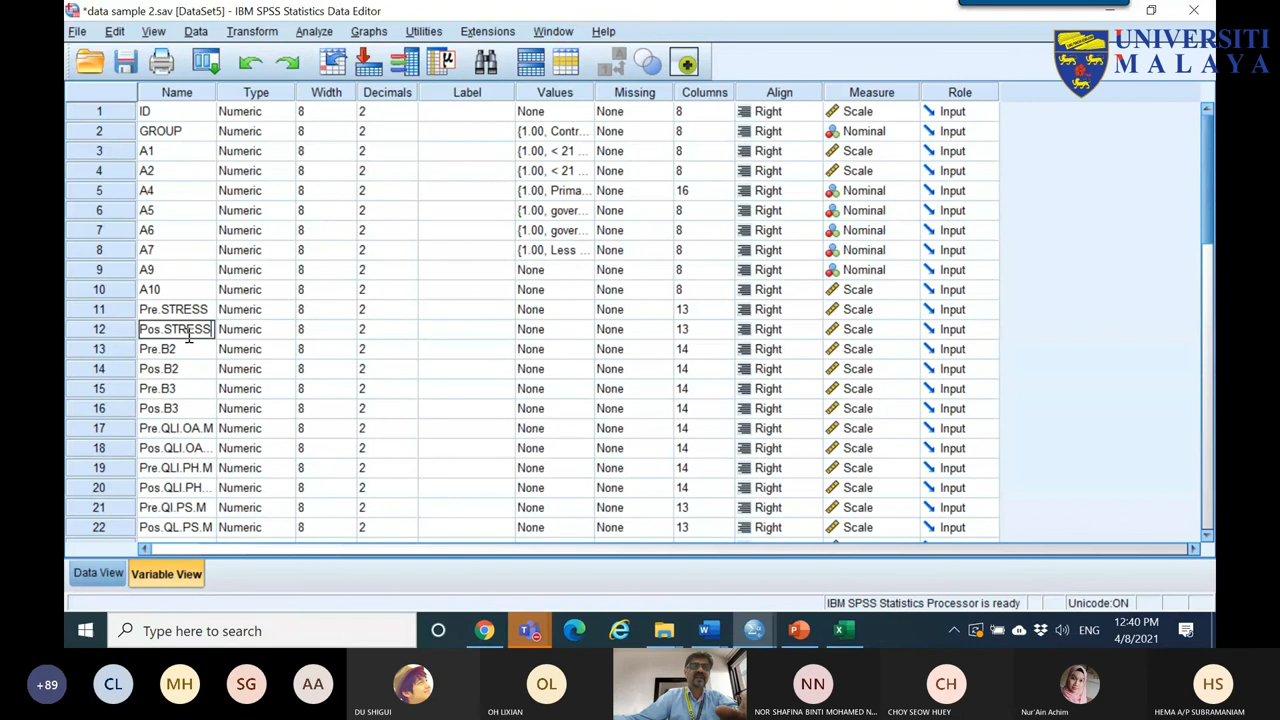 *data sample 2.sav [DataSet5] - IBM SPSS Statistics Data Editor
File Edit View Data Transform Analyze Graphs Utilities Extensions Window Help
UNIVERSITI
MALAYA
Name Type Width Decimals Label Values Missing Columns Align Measure Role
1 ID Numeric 8 2 None None 8 Right Scale Input
2 GROUP Numeric 8 2 {1.00, Contr... None 8 Right Nominal Input
3 A1 Numeric 8 2 {1.00, < 21 ... None 8 Right Scale Input
4 A2 Numeric 8 2 {1.00, < 21 ... None 8 Right Scale Input
5 A4 Numeric 8 2 {1.00, Prima... None 16 Right Nominal Input
6 A5 Numeric 8 2 {1.00, gover... None 8 Right Nominal Input
7 A6 Numeric 8 2 {1.00, gover... None 8 Right Nominal Input
8 A7 Numeric 8 2 {1.00, Less ... None 8 Right Nominal Input
9 A9 Numeric 8 2 None None 8 Right Nominal Input
10 A10 Numeric 8 2 None None 8 Right Scale Input
11 Pre.STRESS Numeric 8 2 None None 13 Right Scale Input
12 Pos.STRESS Numeric 8 2 None None 13 Right Scale Input
13 Pre.B2 Numeric 8 2 None None 14 Right Scale Input
14 Pos.B2 Numeric 8 2 None None 14 Right Scale Input
15 Pre.B3 Numeric 8 2 None None 14 Right Scale Input
16 Pos.B3 Numeric 8 2 None None 14 Right Scale Input
17 Pre.QLI.OA.M Numeric 8 2 None None 14 Right Scale Input
18 Pos.QLI.OA... Numeric 8 2 None None 14 Right Scale Input
19 Pre.QLI.PH.M Numeric 8 2 None None 14 Right Scale Input
20 Pos.QLI.PH... Numeric 8 2 None None 14 Right Scale Input
21 Pre.QI.PS.M Numeric 8 2 None None 13 Right Scale Input
22 Pos.QL.PS.M Numeric 8 2 None None 13 Right Scale Input
Data View Variable View
IBM SPSS Statistics Processor is ready Unicode:ON
Type here to search
ENG
12:40 PM
4/8/2021
+89 CL MH SG AA OL NN CH HS
DU SHIGUI OH LIXIAN NOR SHAFINA BINTI MOHAMED N... CHOY SEOW HUEY Nur'Ain Achim HEMA A/P SUBRAMANIAM